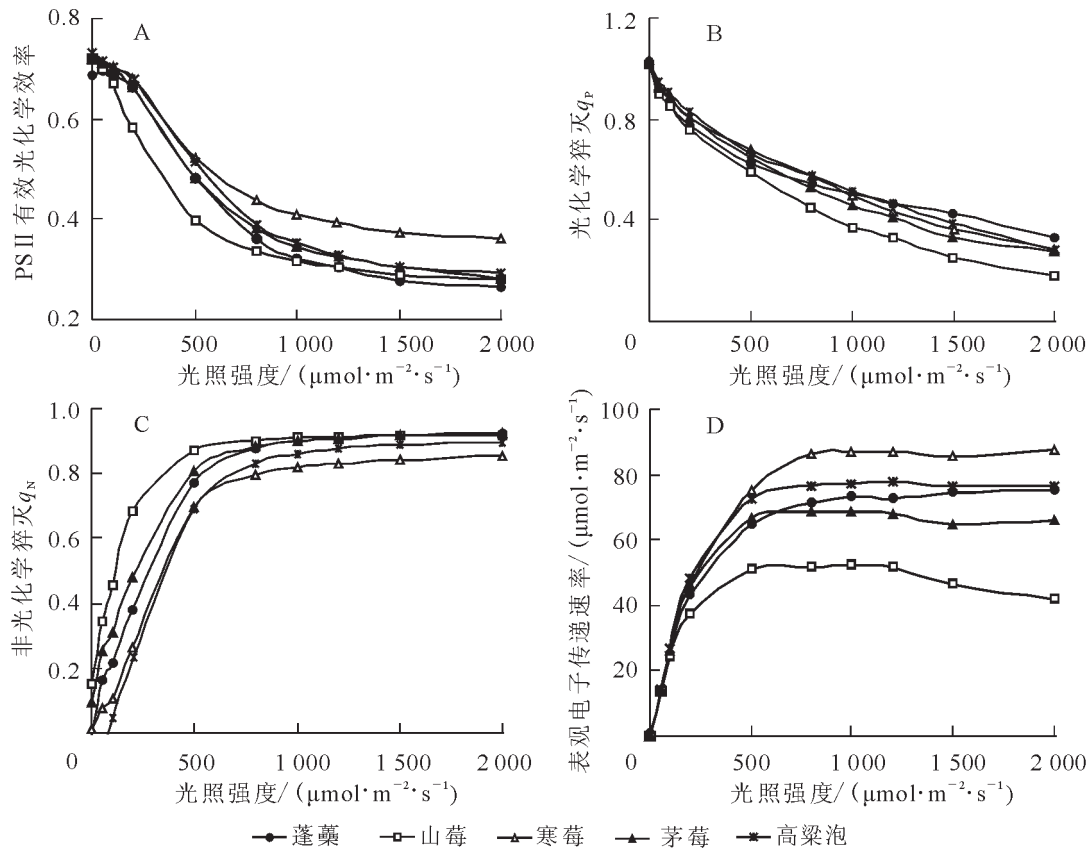 A
PSII有效光化学效率
0.8
0.6
0.4
0.2
0 500 1 000 1 500 2 000
光照强度/(μmol·m⁻²·s⁻¹)
B
光化学猝灭qP
1.2
0.8
0.4
0 500 1 000 1 500 2 000
光照强度/(μmol·m⁻²·s⁻¹)
C
非光化学猝灭qN
1.0
0.8
0.6
0.4
0.2
0 500 1 000 1 500 2 000
光照强度/(μmol·m⁻²·s⁻¹)
D
表观电子传递速率/(μmol·m⁻²·s⁻¹)
100
80
60
40
20
0 500 1 000 1 500 2 000
光照强度/(μmol·m⁻²·s⁻¹)
蓬蘽 山莓 寒莓 茅莓 高粱泡